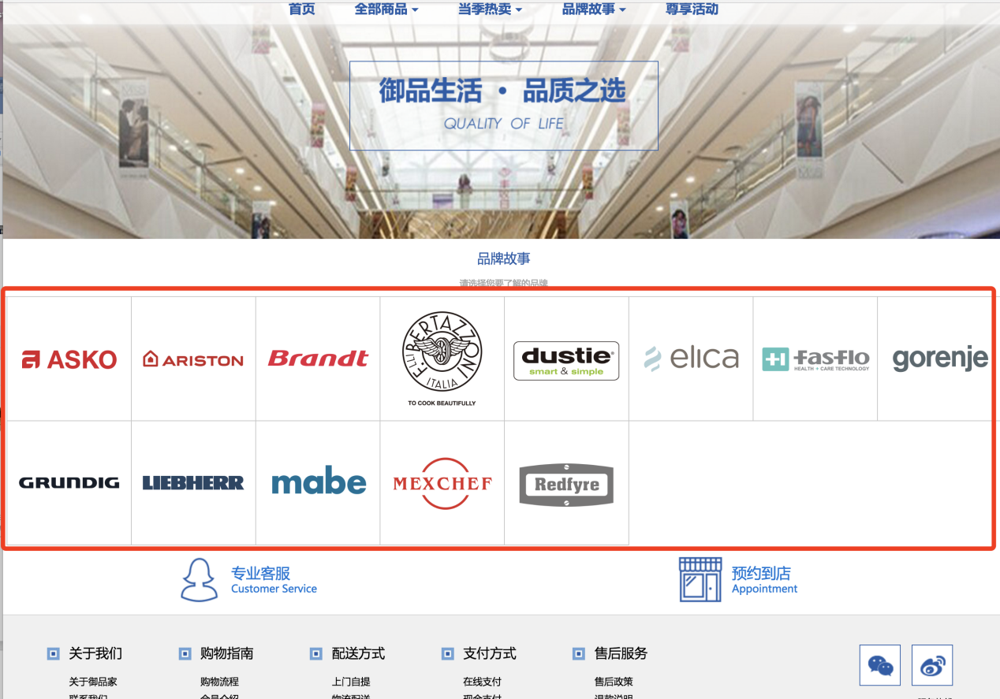 首页 全部商品 当季热卖 品牌故事 尊享活动
御品生活 · 品质之选
QUALITY OF LIFE
品牌故事
请选择您要了解的品牌
ASKO
ARISTON
Brandt
F.LLI BERTAZZONI
ITALIA
TO COOK BEAUTIFULLY
dustie
smart & simple
elica
fasflo
HEALTH + CARE TECHNOLOGY
gorenje
GRUNDIG
LIEBHERR
mabe
MEXCHEF
Redfyre
专业客服
Customer Service
预约到店
Appointment
关于我们 购物指南 配送方式 支付方式 售后服务
关于御品家 购物流程 上门自提 在线支付 售后政策
联系我们 会员介绍 物流配送 现金支付 退款说明